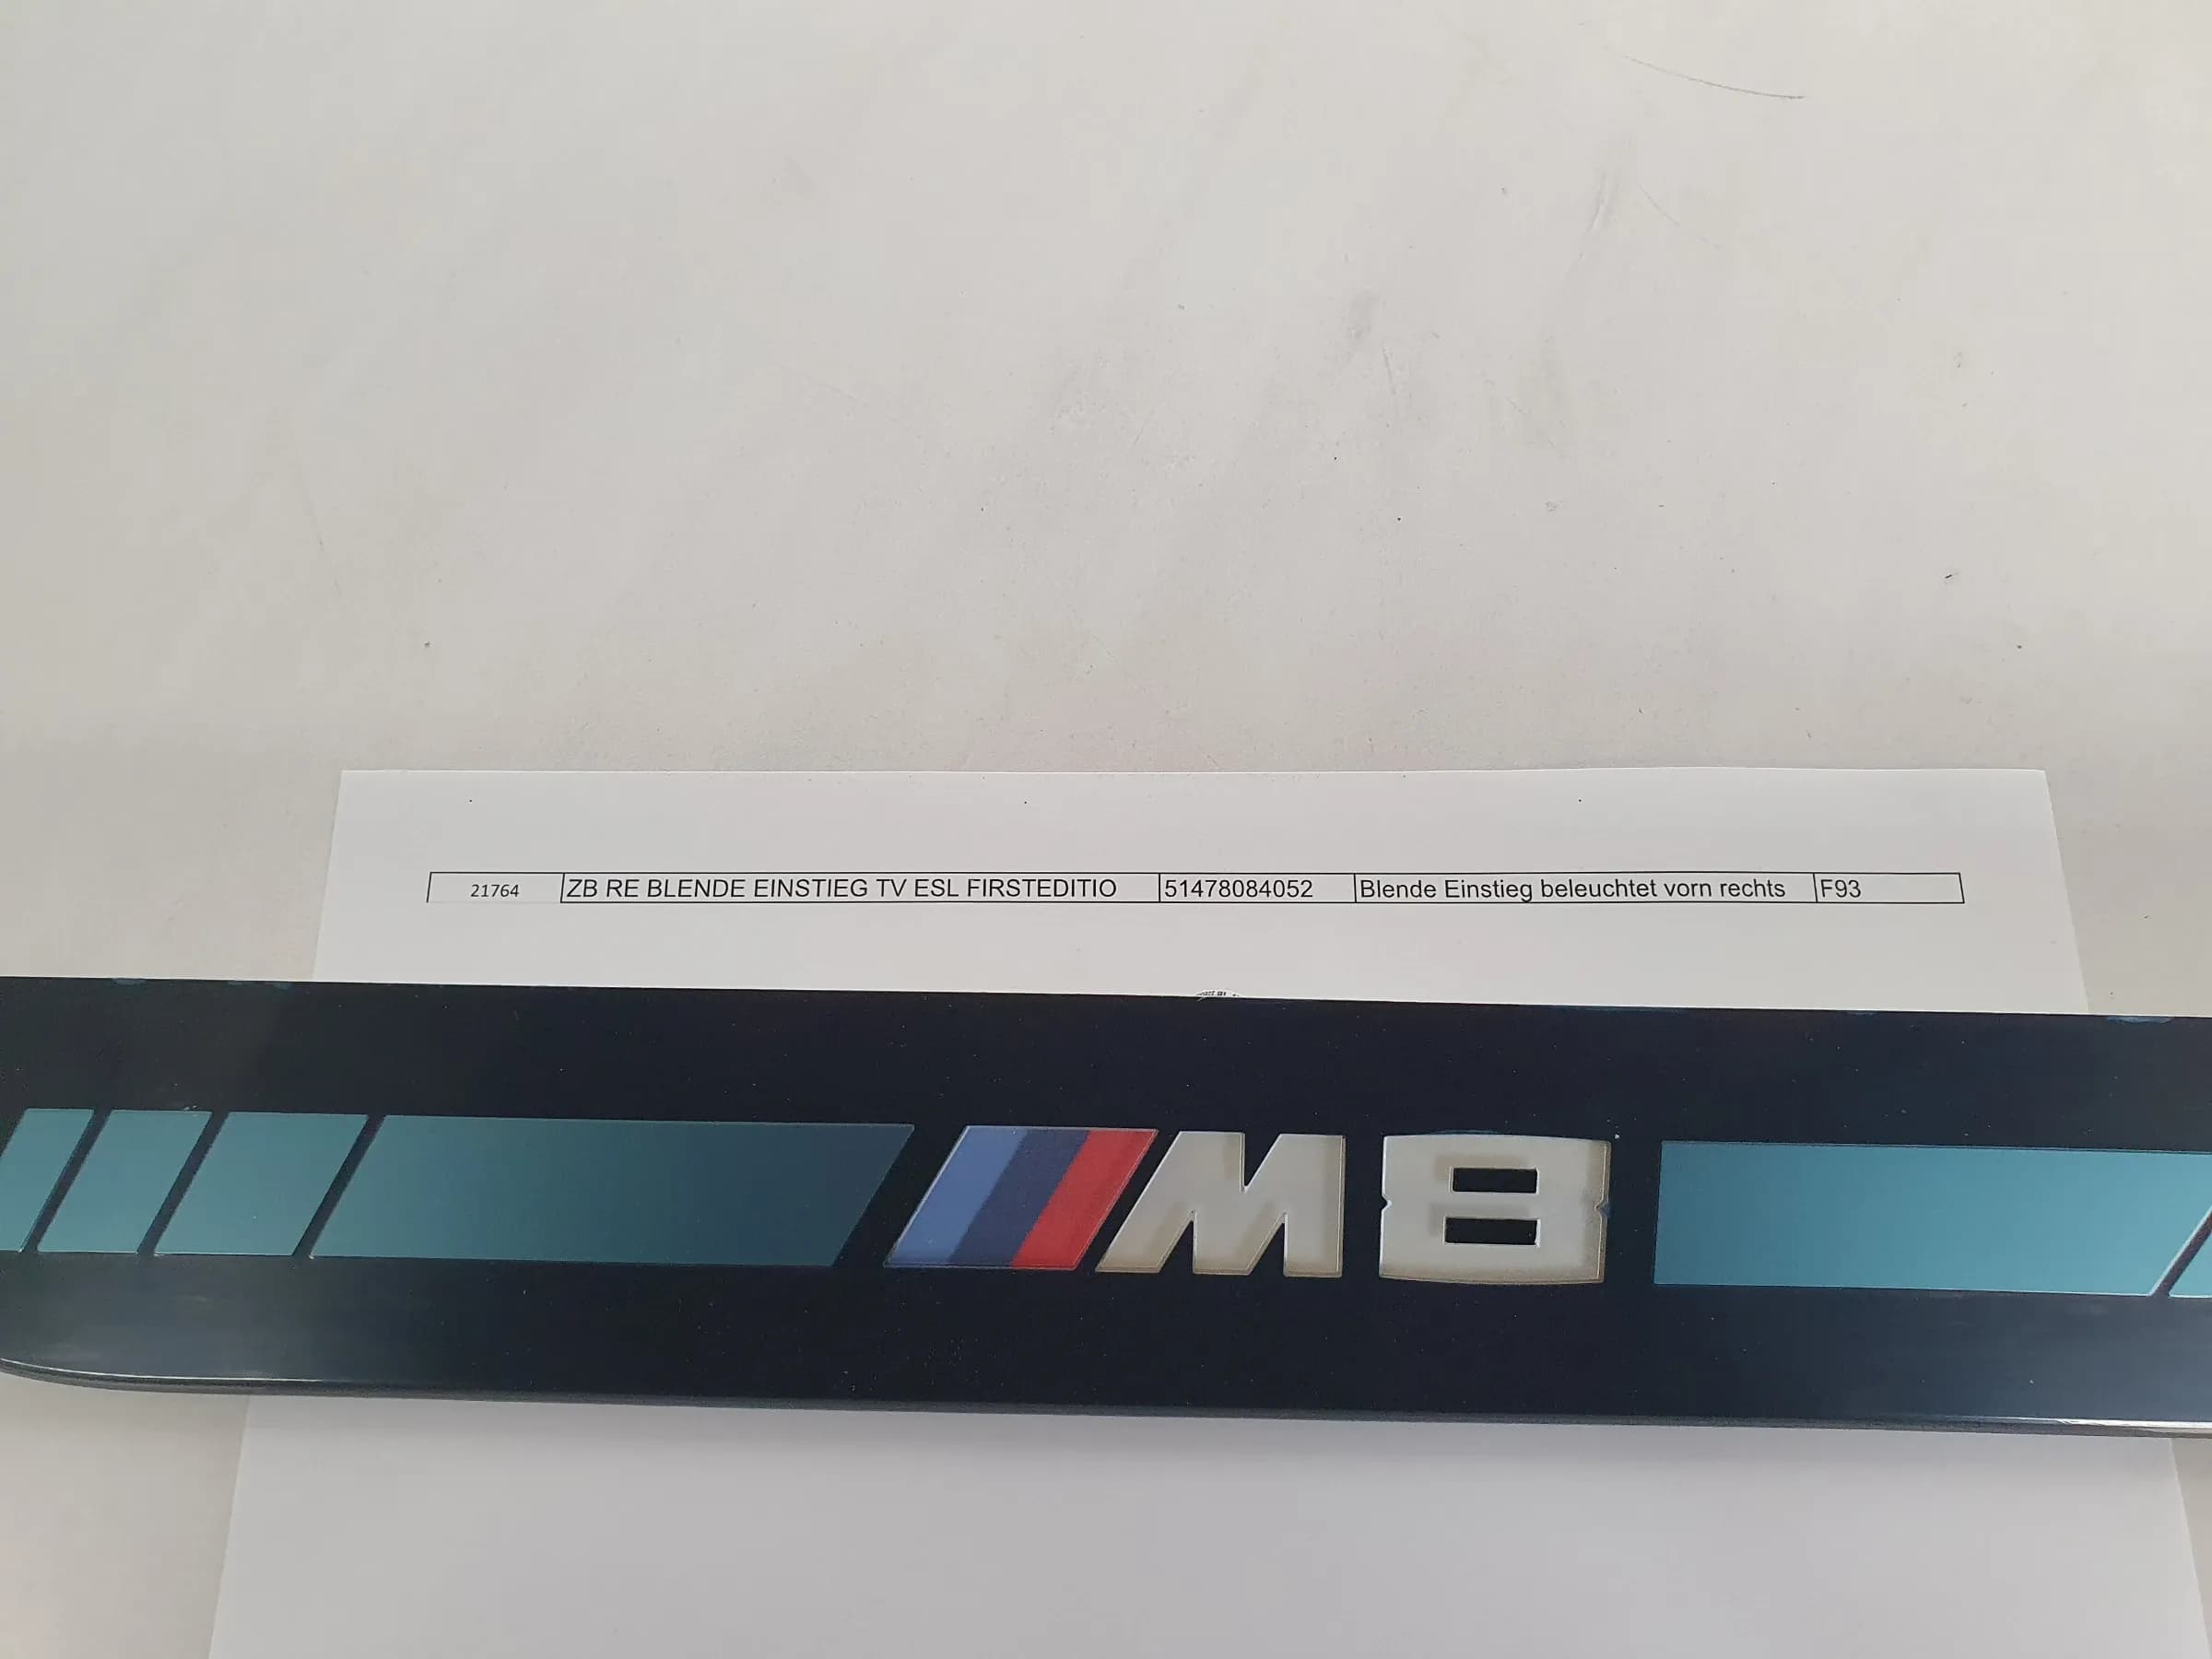 21764 ZB RE BLENDE EINSTIEG TV ESL FIRSTEDITIO 51478084052 Blende Einstieg beleuchtet vorn rechts F93
M8